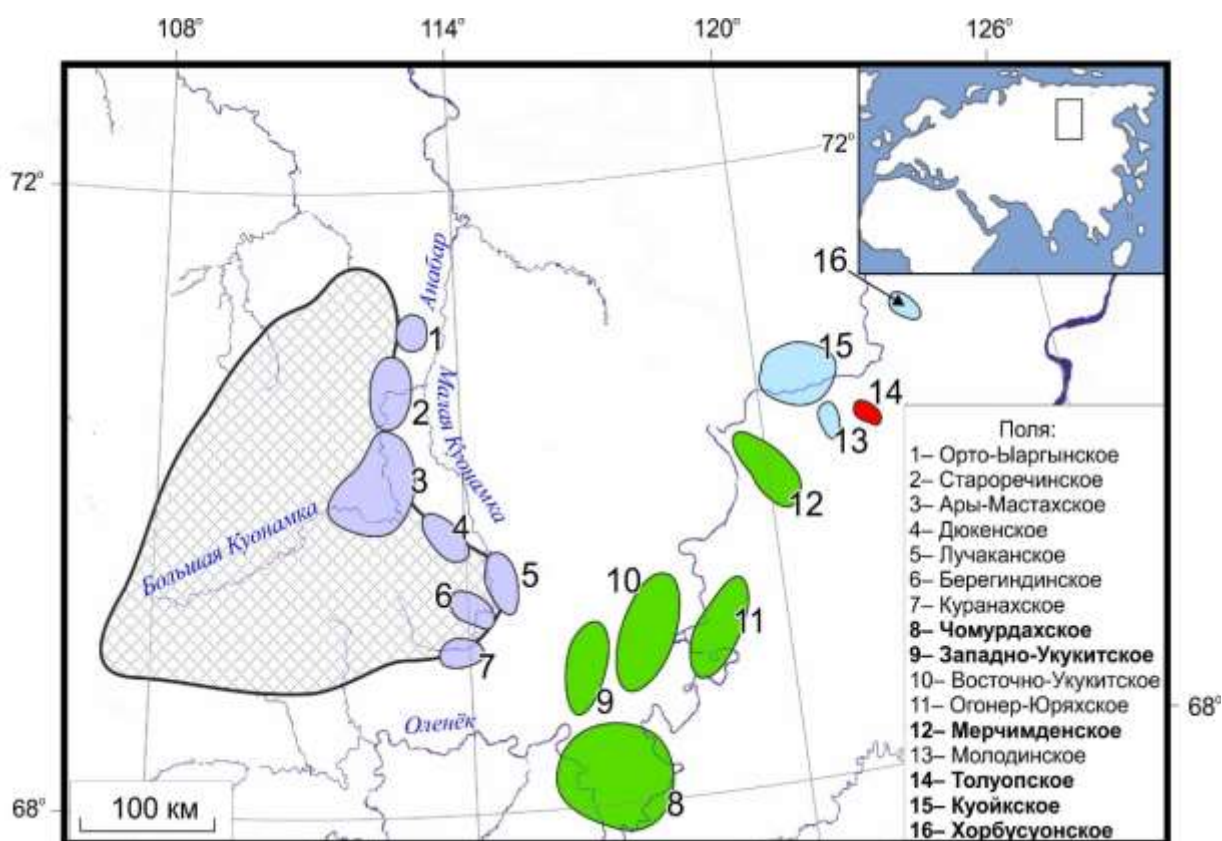 108°
114°
120°
126°
72°
72°
16
Анабар
1
15
2
Малая Куонамка
14
13
3
12
Большая Куонамка
4
5
10
6
11
7
9
68°
Оленёк
8
68°
100 км
Поля:
1– Орто-Ыаргынское
2– Староречинское
3– Ары-Мастахское
4– Дюкенское
5– Лучаканское
6– Берегиндинское
7– Куранахское
8– Чомурдахское
9– Западно-Укукитское
10– Восточно-Укукитское
11– Огонер-Юряхское
12– Мерчимденское
13– Молодинское
14– Толуопское
15– Куойкское
16– Хорбусуонское